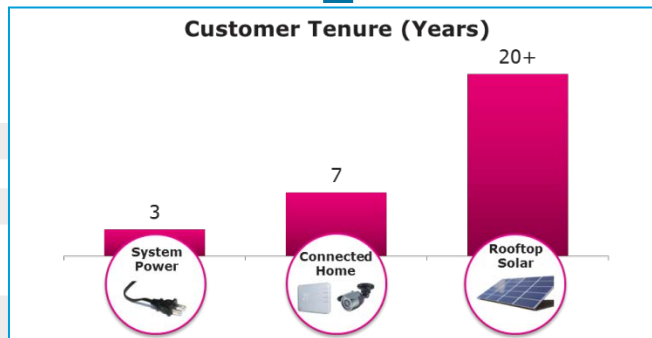 Customer Tenure (Years)
20+
7
3
System
Power
Connected
Home
Rooftop
Solar